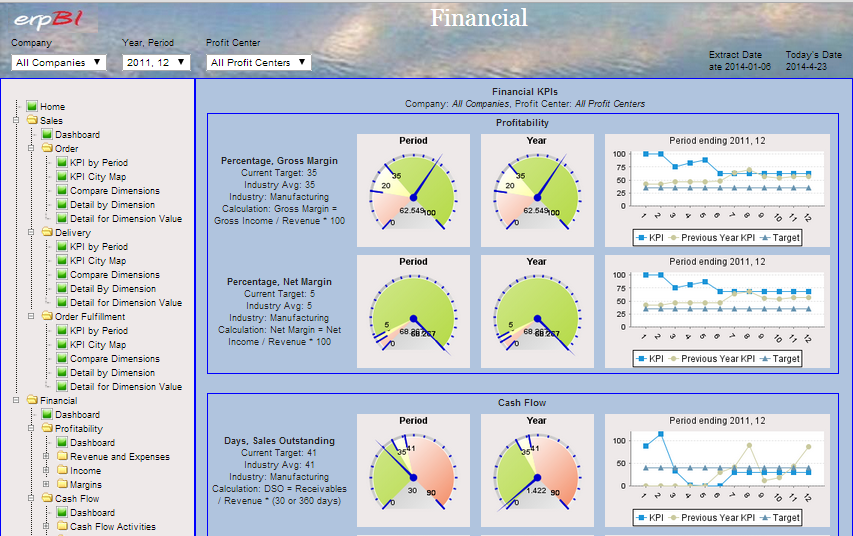 erpBI
Financial
Company
Year, Period
Profit Center
All Companies
2011, 12
All Profit Centers
Extract Date
Today's Date
ate 2014-01-06
2014-4-23
Home
Sales
Dashboard
Order
KPI by Period
KPI City Map
Compare Dimensions
Detail by Dimension
Detail for Dimension Value
Delivery
KPI by Period
KPI City Map
Compare Dimensions
Detail By Dimension
Detail for Dimension Value
Order Fulfillment
KPI by Period
KPI City Map
Compare Dimensions
Detail by Dimension
Detail for Dimension Value
Financial
Dashboard
Profitability
Dashboard
Revenue and Expenses
Income
Margins
Cash Flow
Dashboard
Cash Flow Activities
Financial KPIs
Company: All Companies, Profit Center: All Profit Centers
Profitability
Percentage, Gross Margin
Current Target: 35
Industry Avg: 35
Industry: Manufacturing
Calculation: Gross Margin =
Gross Income / Revenue * 100
Period
35
20
62.549
100
0
Year
35
20
62.549
100
0
Period ending 2011, 12
100
75
50
25
0
1 2 3 4 5 6 7 8 9 10 11 12
KPI Previous Year KPI Target
Percentage, Net Margin
Current Target: 5
Industry Avg: 5
Industry: Manufacturing
Calculation: Net Margin = Net
Income / Revenue * 100
Period
5
0
Year
5
0
Period ending 2011, 12
100
75
50
25
0
1 2 3 4 5 6 7 8 9 10 11 12
KPI Previous Year KPI Target
Cash Flow
Days, Sales Outstanding
Current Target: 41
Industry Avg: 41
Industry: Manufacturing
Calculation: DSO = Receivables
/ Revenue * (30 or 360 days)
Period
35
41
30
90
0
Year
35
41
1.422
90
0
Period ending 2011, 12
100
50
0
1 2 3 4 5 6 7 8 9 10 11 12
KPI Previous Year KPI Target